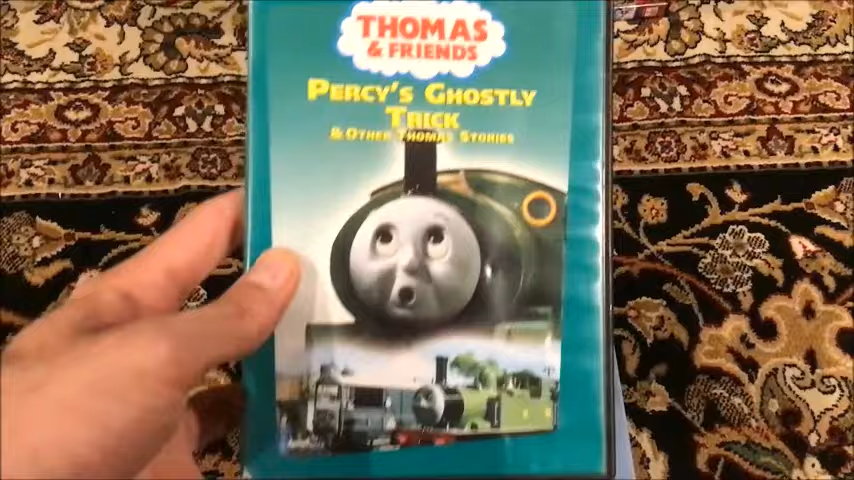 THOMAS
& FRIENDS
PERCY'S GHOSTLY
TRICK
& OTHER THOMAS STORIES